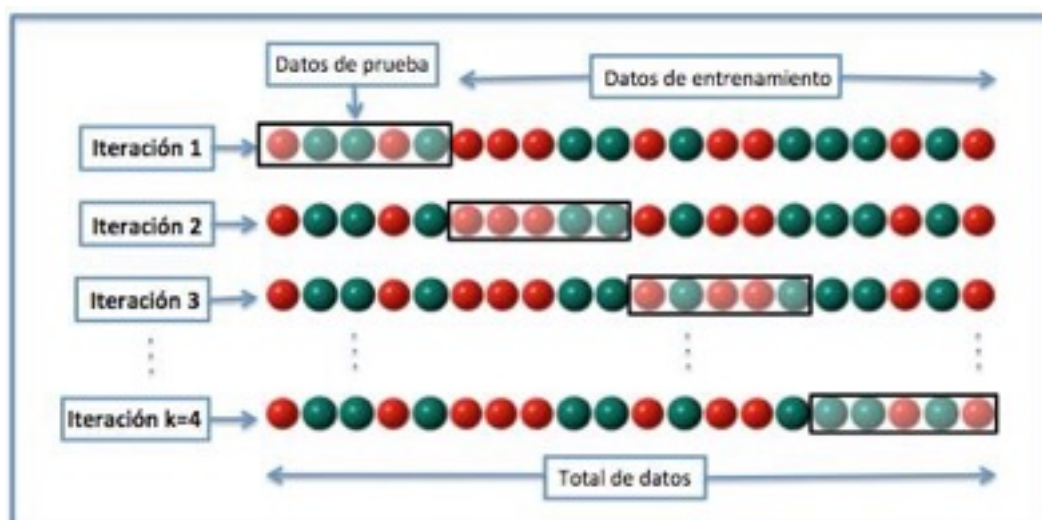 Datos de prueba
Datos de entrenamiento
Iteración 1
Iteración 2
Iteración 3
Iteración k=4
Total de datos